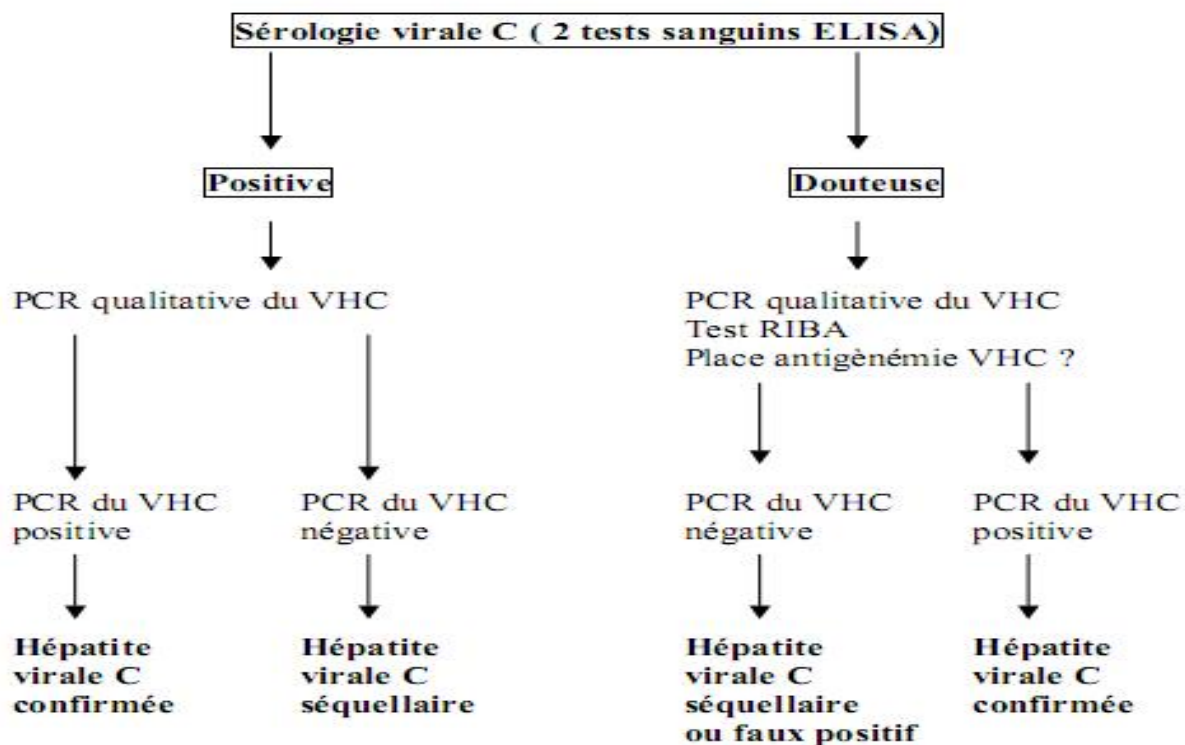 Sérologie virale C ( 2 tests sanguins ELISA)
Positive
Douteuse
PCR qualitative du VHC
PCR qualitative du VHC
Test RIBA
Place antigènémie VHC ?
PCR du VHC
positive
PCR du VHC
négative
PCR du VHC
négative
PCR du VHC
positive
Hépatite
virale C
confirmée
Hépatite
virale C
séquellaire
Hépatite
virale C
séquellaire
ou faux positif
Hépatite
virale C
confirmée